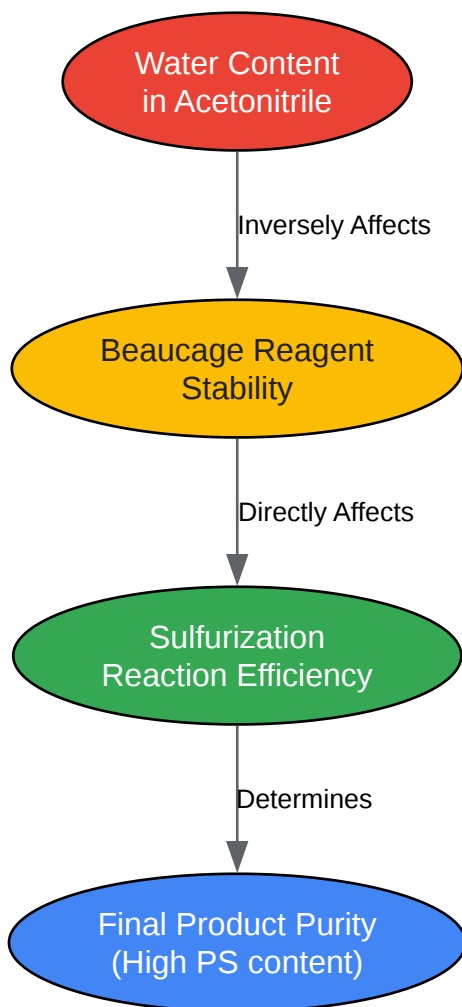 Water Content
in Acetonitrile
Inversely Affects
Beaucage Reagent
Stability
Directly Affects
Sulfurization
Reaction Efficiency
Determines
Final Product Purity
(High PS content)